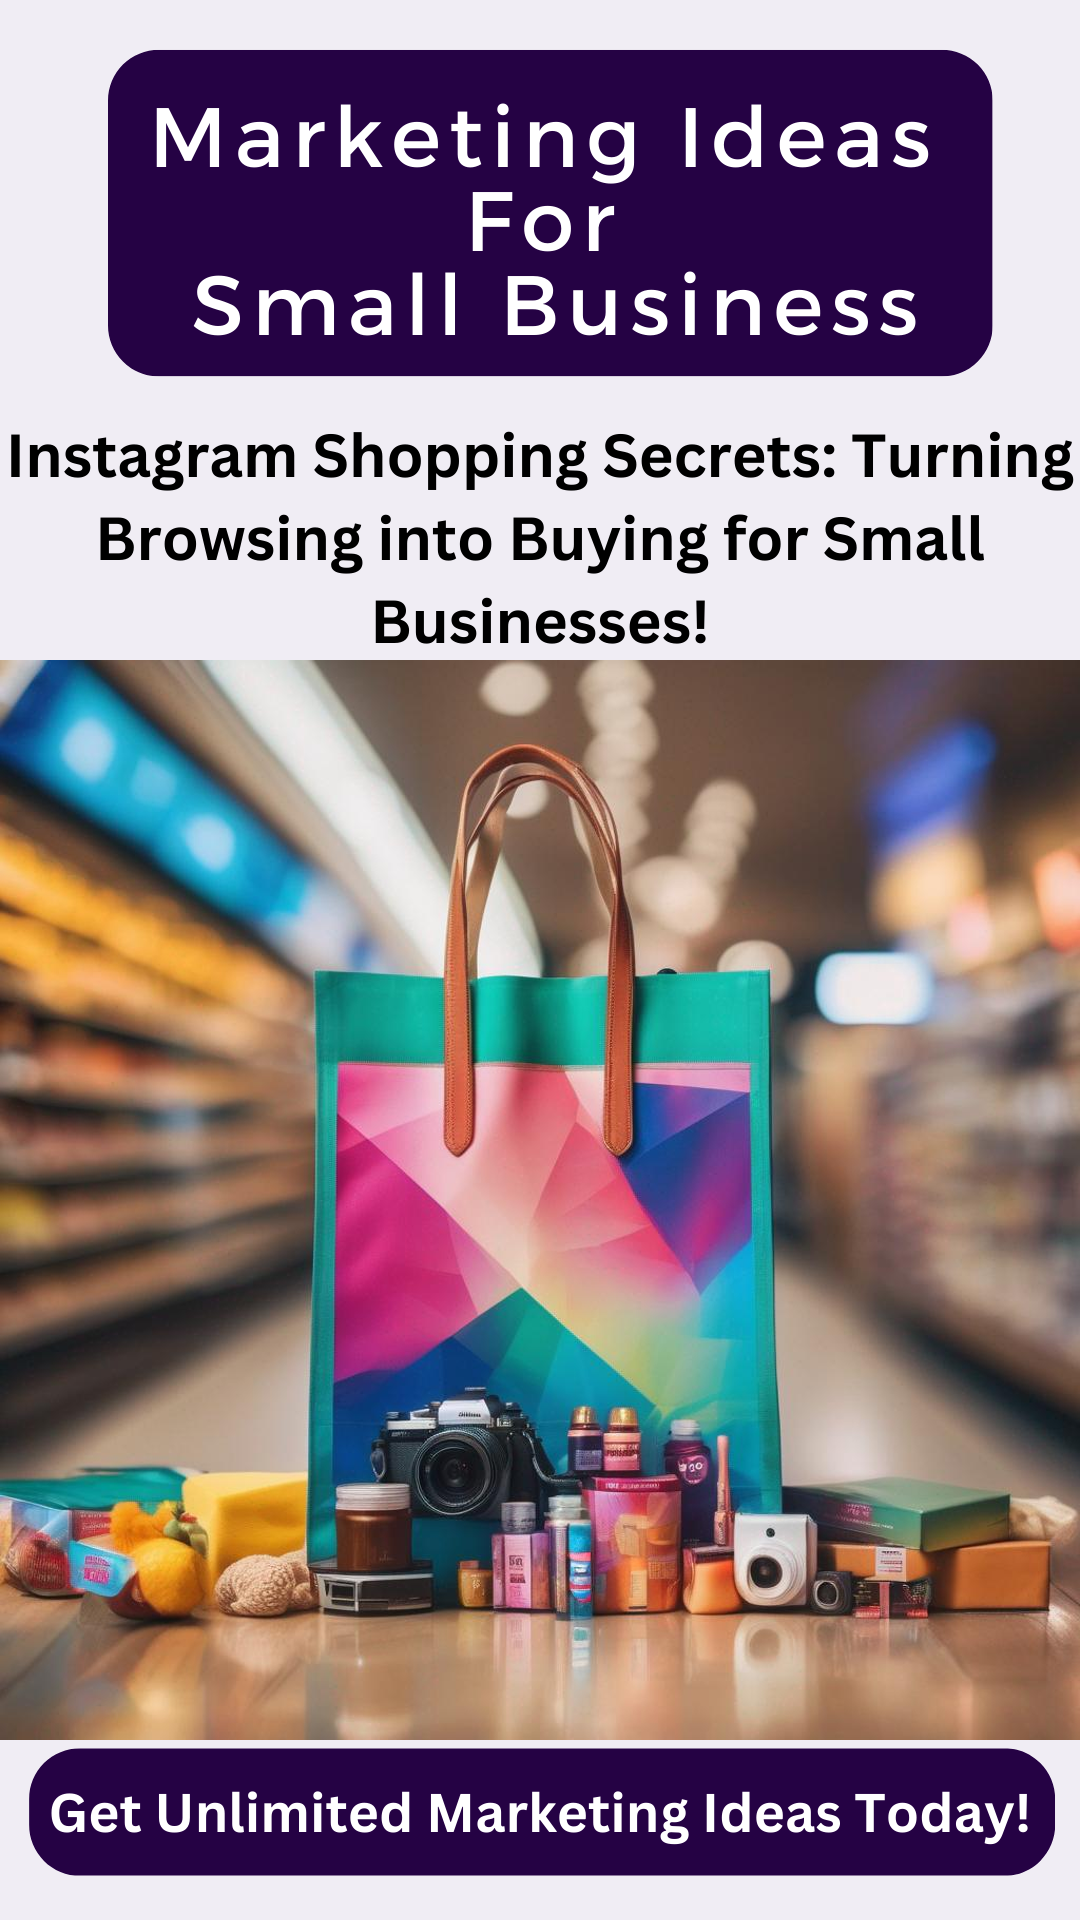 Marketing Ideas
For
Small Business
Instagram Shopping Secrets: Turning
Browsing into Buying for Small
Businesses!
Get Unlimited Marketing Ideas Today!